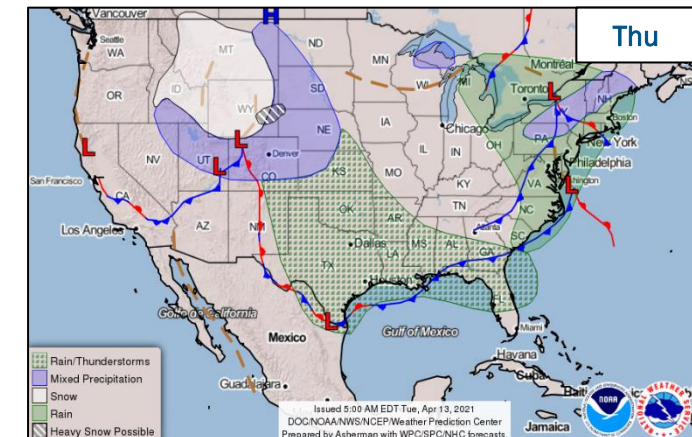 Thu
Vancouver
H
Seattle
WA
MT
ND
MN
Montréal
OR
ID
WY
SD
WI
MI
Toronto
L
NH
Boston
IA
Chicago
PA
New York
NE
L
L
NV
UT
L
Denver
CO
IL
IN
OH
Philadelphia
San Francisco
CA
KS
MO
KY
VA
L
Los Angeles
AZ
NM
OK
AR
TN
NC
Atlanta
SC
Dallas
MS
AL
GA
LA
TX
Houston
FL
L
Golfo de California
Mexico
Gulf of Mexico
Miami
Havana
Cuba
Guadalajara
Jamaica
Rain/Thunderstorms
Mixed Precipitation
Snow
Rain
Heavy Snow Possible
Issued 5:00 AM EDT Tue, Apr 13, 2021
DOC/NOAA/NWS/NCEP/Weather Prediction Center
Prepared by Asherman with WPC/SPC/NHC forecasts
NOAA